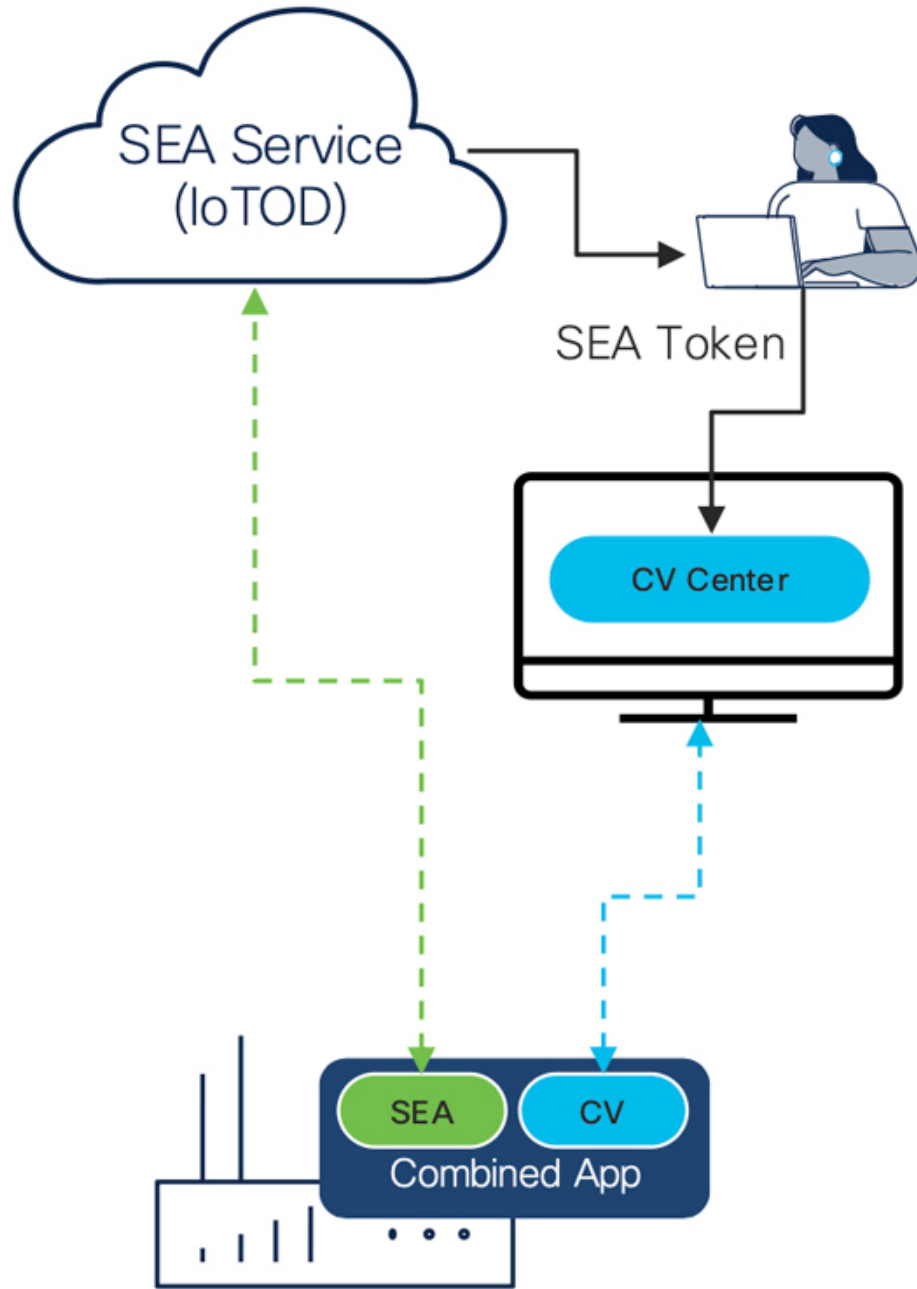 SEA Service
(IoTOD)
SEA Token
CV Center
SEA
CV
Combined App